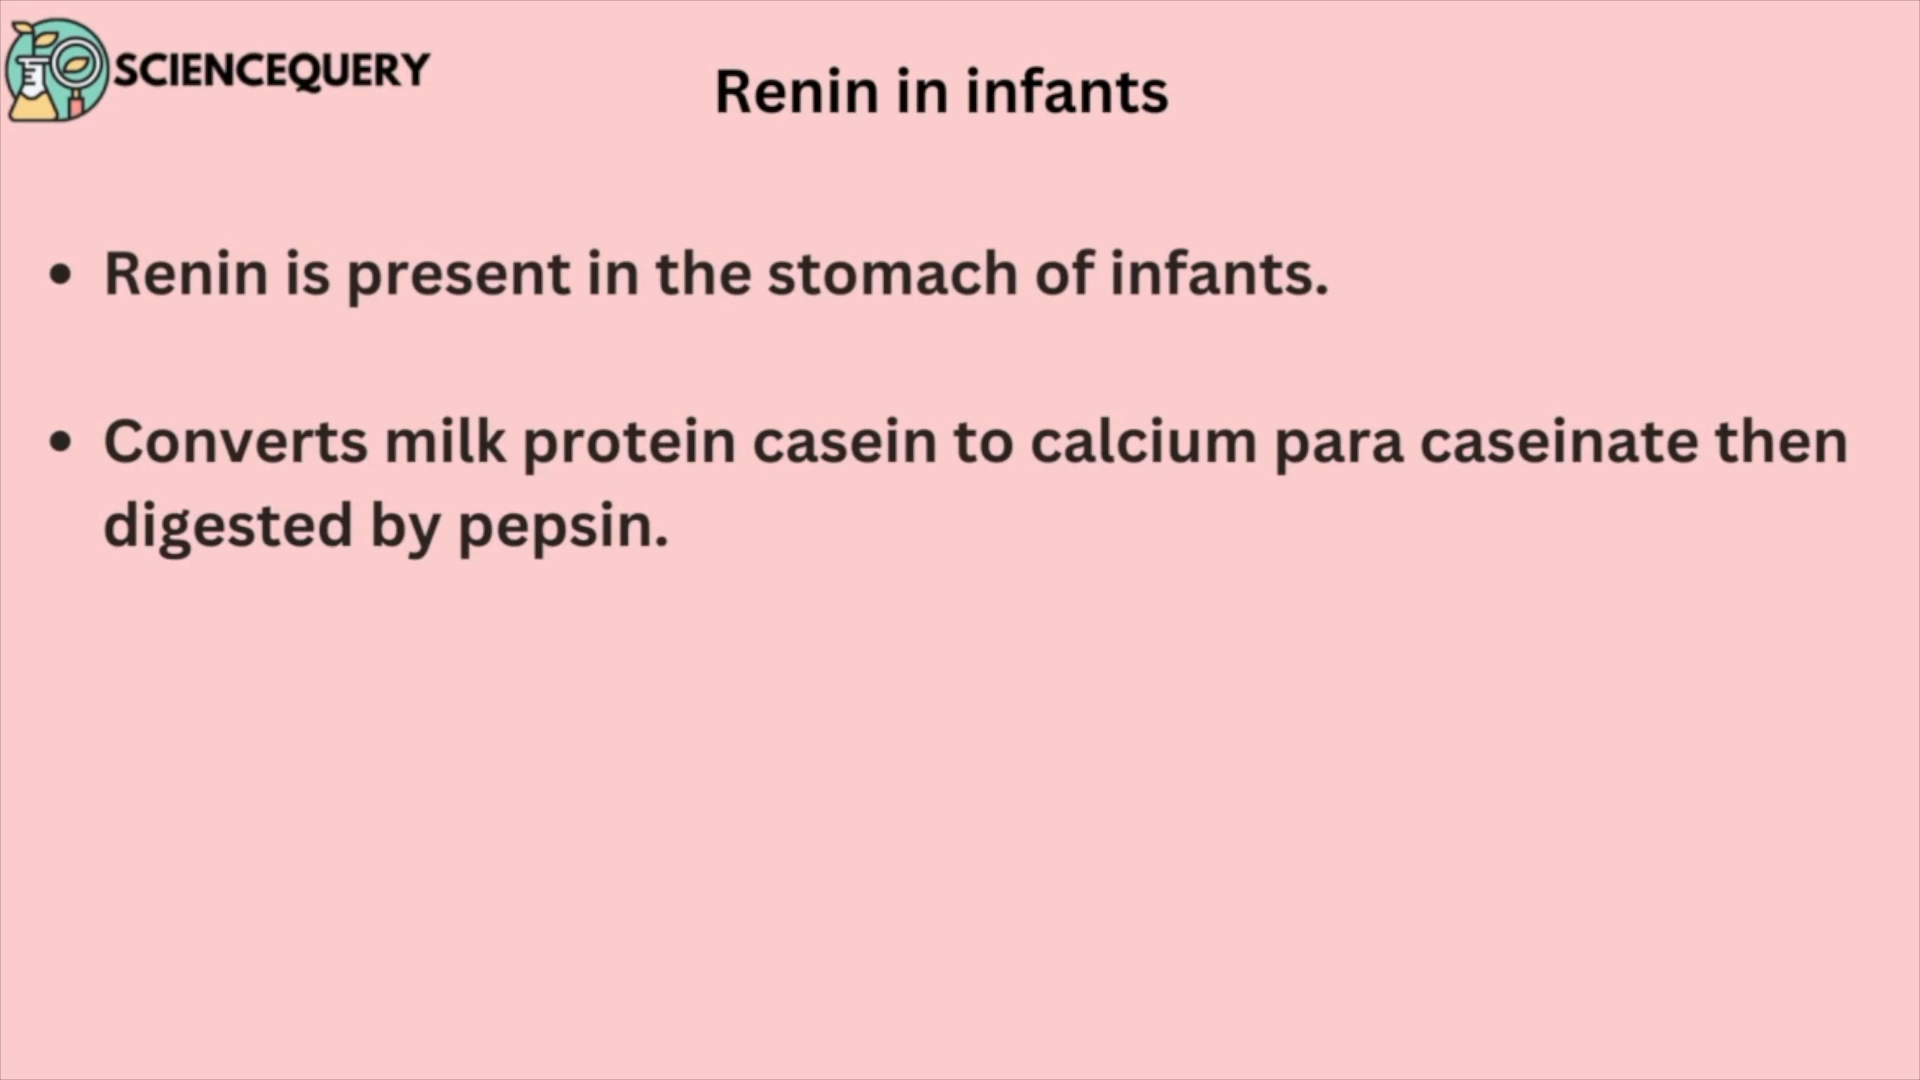 SCIENCEQUERY
Renin in infants
• Renin is present in the stomach of infants.
• Converts milk protein casein to calcium para caseinate then
digested by pepsin.